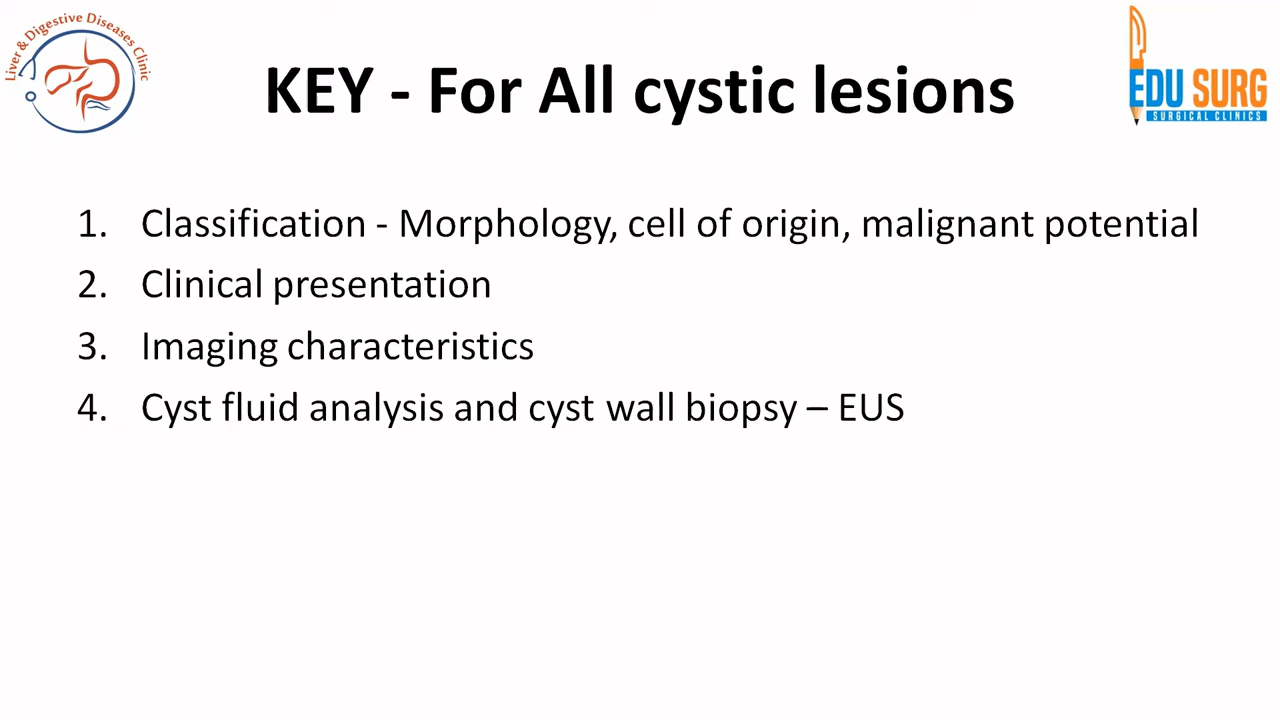 Liver & Digestive Diseases Clinic
EDU SURG
SURGICAL CLINICS
KEY - For All cystic lesions
1. Classification - Morphology, cell of origin, malignant potential
2. Clinical presentation
3. Imaging characteristics
4. Cyst fluid analysis and cyst wall biopsy – EUS